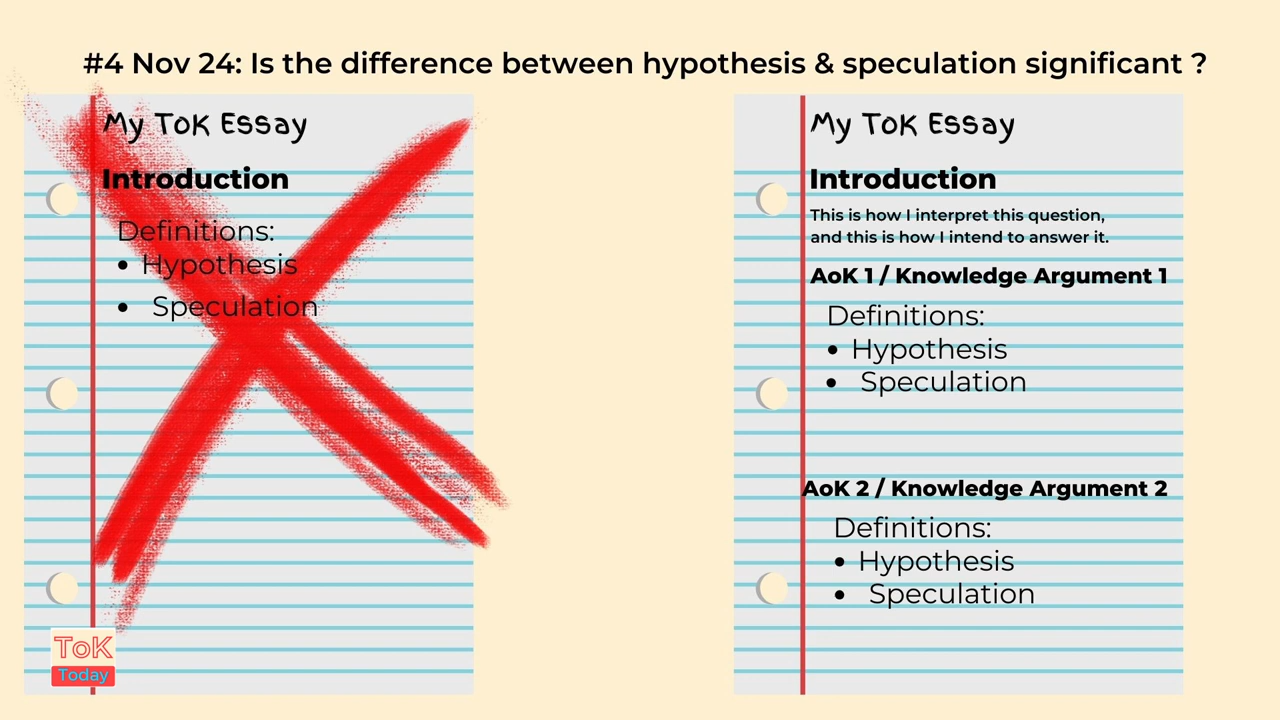 #4 Nov 24: Is the difference between hypothesis & speculation significant ?
My ToK Essay
Introduction
Definitions:
• Hypothesis
• Speculation
ToK
Today
My ToK Essay
Introduction
This is how I interpret this question,
and this is how I intend to answer it.
AoK 1 / Knowledge Argument 1
Definitions:
• Hypothesis
• Speculation
AoK 2 / Knowledge Argument 2
Definitions:
• Hypothesis
• Speculation